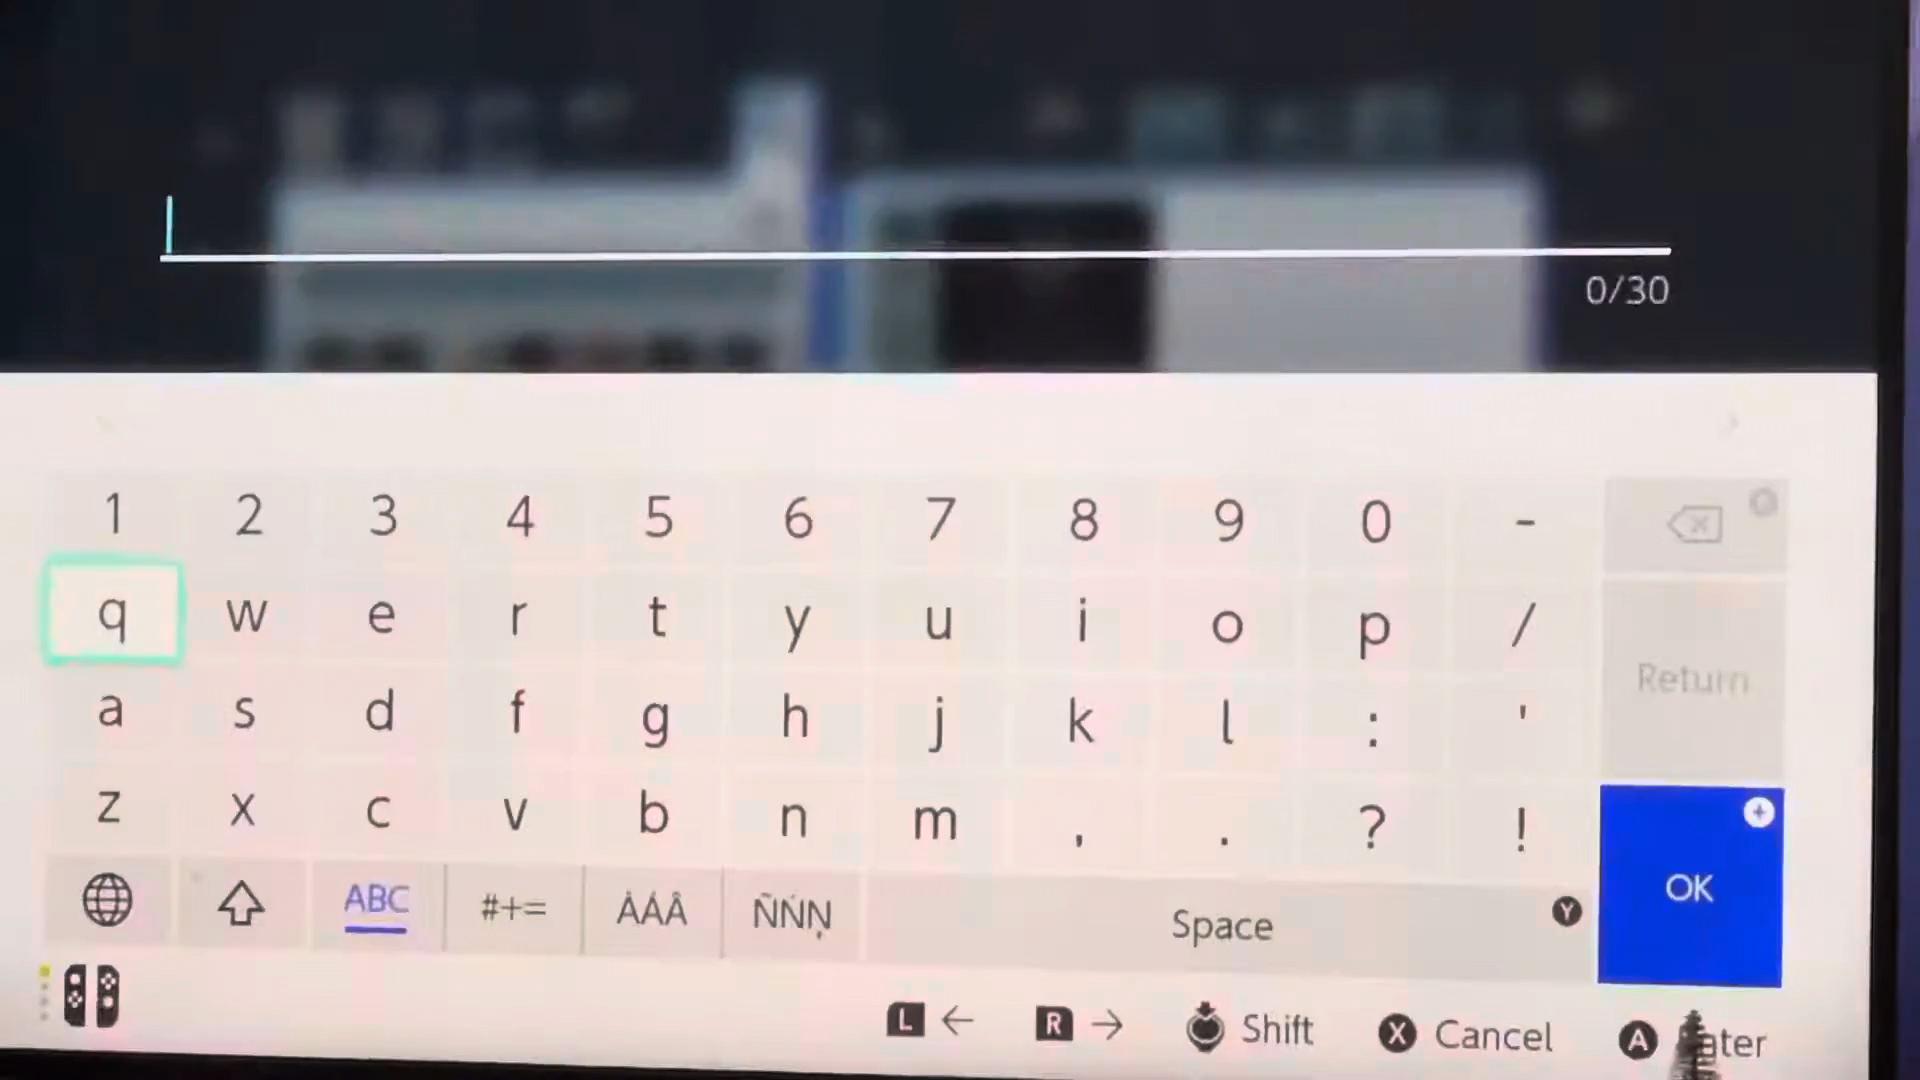 0/30
1 2 3 4 5 6 7 8 9 0 -
q w e r t y u i o p /
Return
a s d f g h j k l : '
z x c v b n m , . ? !
OK
ABC #+= ÀÁÂ ÑŃŅ Space Y
L ← R → Shift X Cancel A